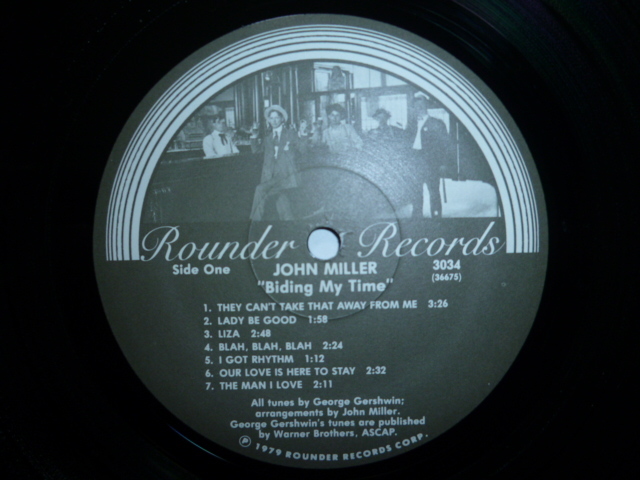 Rounder Records
Side One JOHN MILLER 3034
"Biding My Time" (36675)
1. THEY CAN'T TAKE THAT AWAY FROM ME 3:26
2. LADY BE GOOD 1:58
3. LIZA 2:48
4. BLAH, BLAH, BLAH 2:24
5. I GOT RHYTHM 1:12
6. OUR LOVE IS HERE TO STAY 2:32
7. THE MAN I LOVE 2:11
All tunes by George Gershwin;
arrangements by John Miller.
George Gershwin's tunes are published
by Warner Brothers, ASCAP.
℗ 1979 ROUNDER RECORDS CORP.